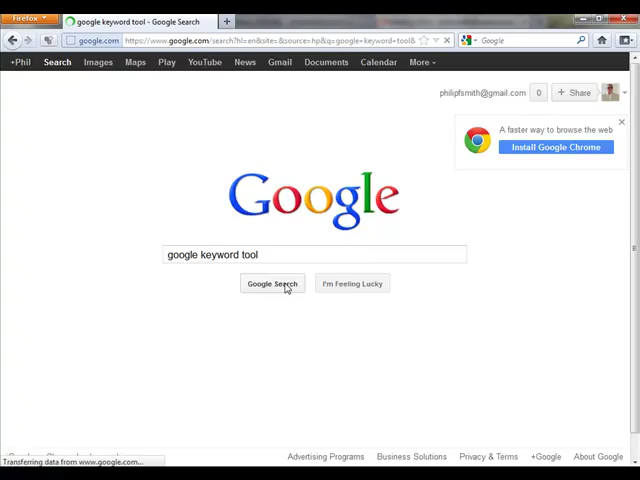 Firefox
google keyword tool - Google Search
google.com
https://www.google.com/search?hl=en&site=&source=hp&q=google+keyword+tool&
Google
+Phil Search Images Maps Play YouTube News Gmail Documents Calendar More
philipfsmith@gmail.com 0 + Share
A faster way to browse the web
Install Google Chrome
Google
google keyword tool
Google Search I'm Feeling Lucky
Advertising Programs Business Solutions Privacy & Terms +Google About Google
Transferring data from www.google.com...